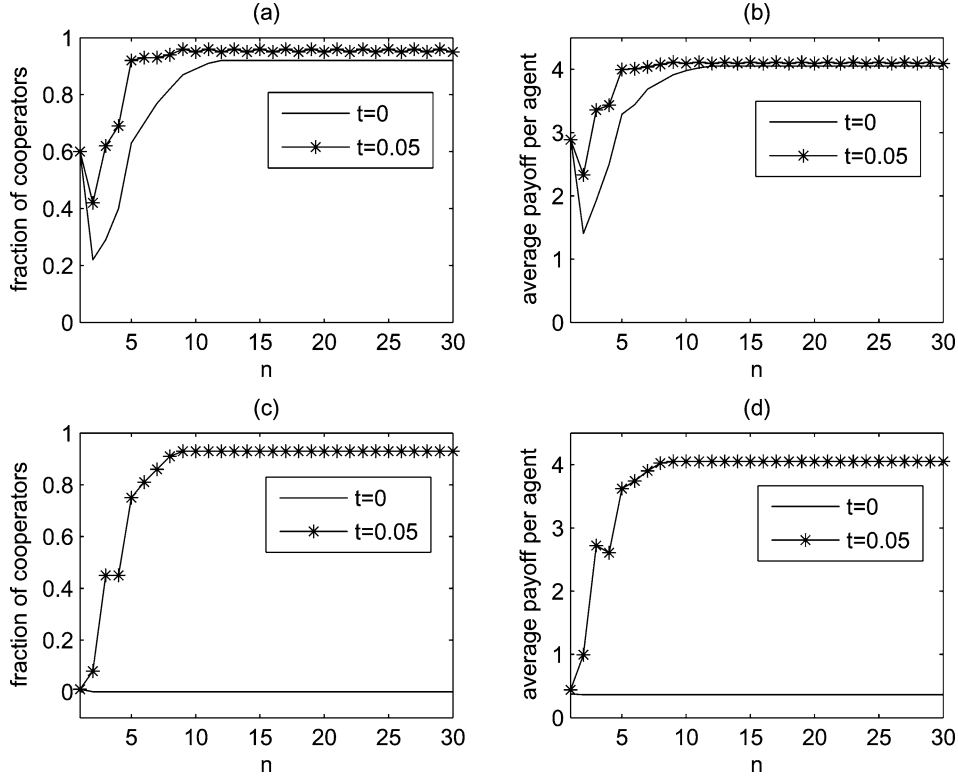 (a)
fraction of cooperators
1
0.8
0.6
0.4
0.2
0
t=0
t=0.05
5 10 15 20 25 30
n
(b)
average payoff per agent
4
3
2
1
0
t=0
t=0.05
5 10 15 20 25 30
n
(c)
fraction of cooperators
1
0.8
0.6
0.4
0.2
0
t=0
t=0.05
5 10 15 20 25 30
n
(d)
average payoff per agent
4
3
2
1
0
t=0
t=0.05
5 10 15 20 25 30
n